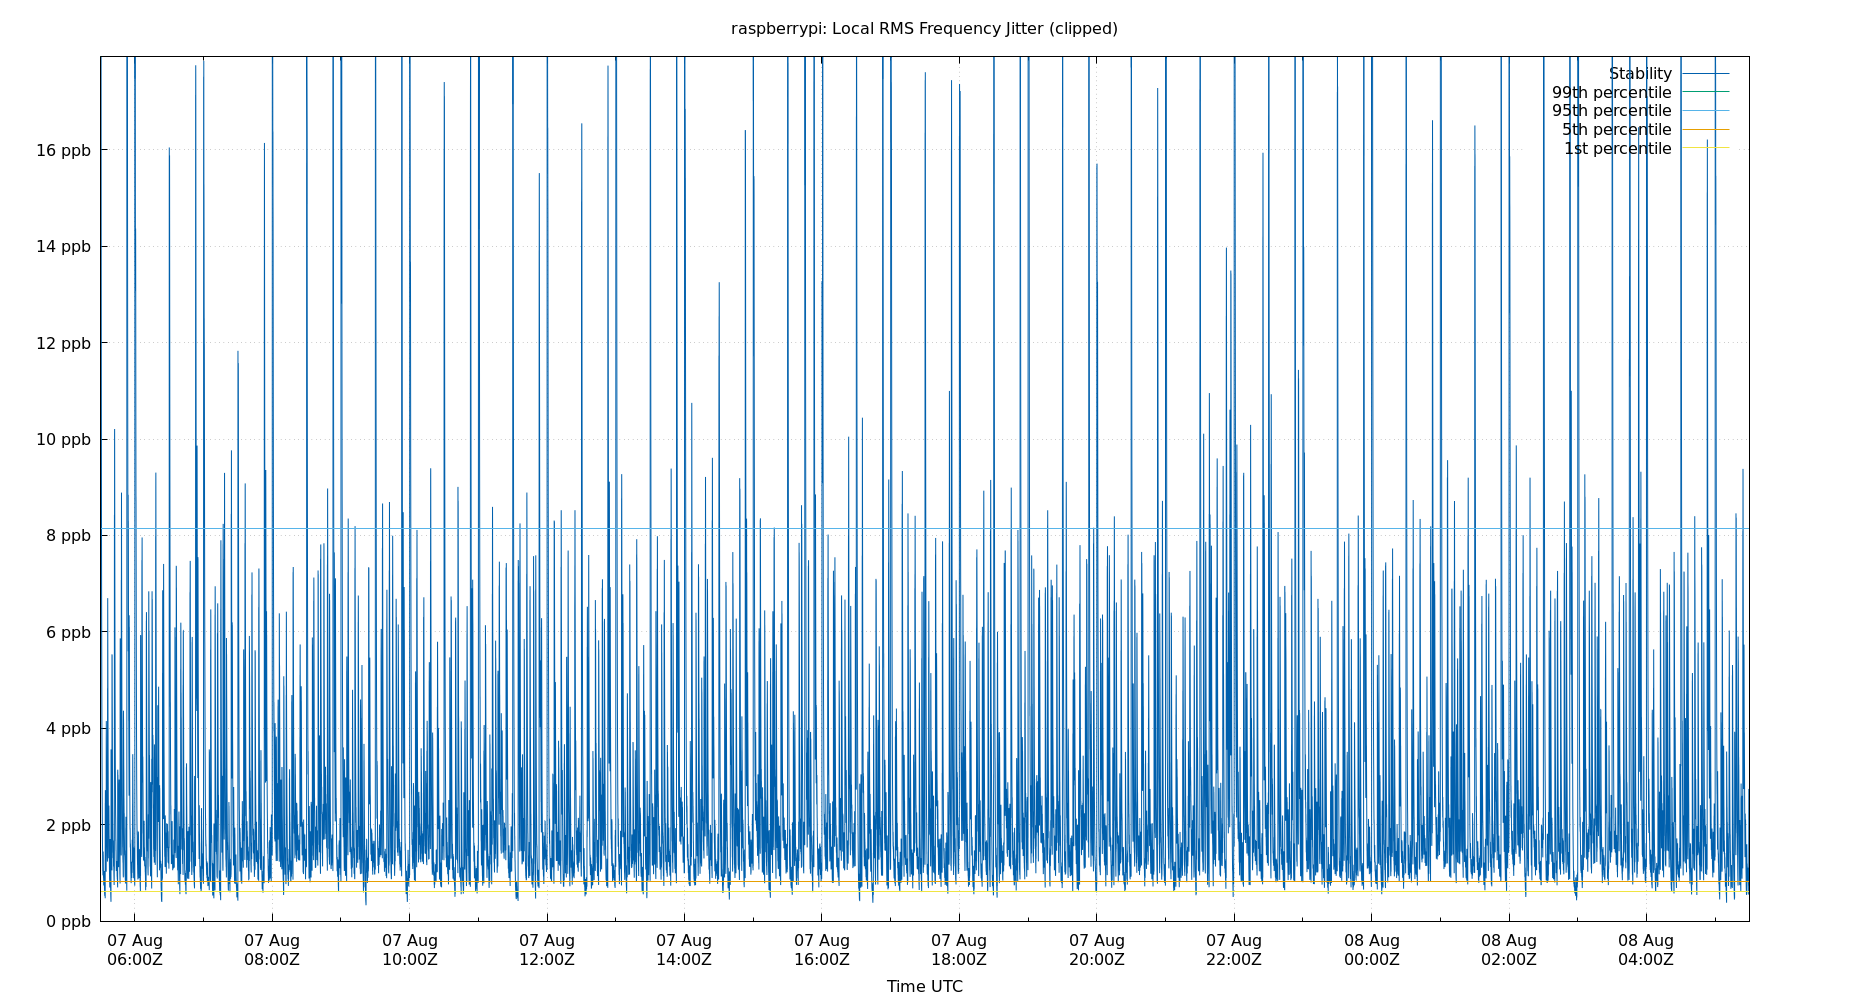 raspberrypi: Local RMS Frequency Jitter (clipped)
Stability
99th percentile
95th percentile
5th percentile
1st percentile
16 ppb
14 ppb
12 ppb
10 ppb
8 ppb
6 ppb
4 ppb
2 ppb
0 ppb
07 Aug 07 Aug 07 Aug 07 Aug 07 Aug 07 Aug 07 Aug 07 Aug 07 Aug 08 Aug 08 Aug 08 Aug
06:00Z 08:00Z 10:00Z 12:00Z 14:00Z 16:00Z 18:00Z 20:00Z 22:00Z 00:00Z 02:00Z 04:00Z
Time UTC